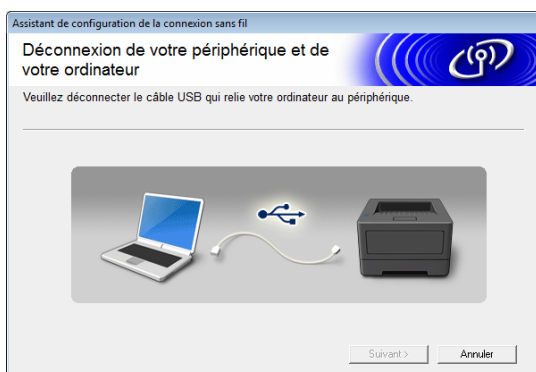 Assistant de configuration de la connexion sans fil
Déconnexion de votre périphérique et de
votre ordinateur
Veuillez déconnecter le câble USB qui relie votre ordinateur au périphérique.
Suivant >
Annuler